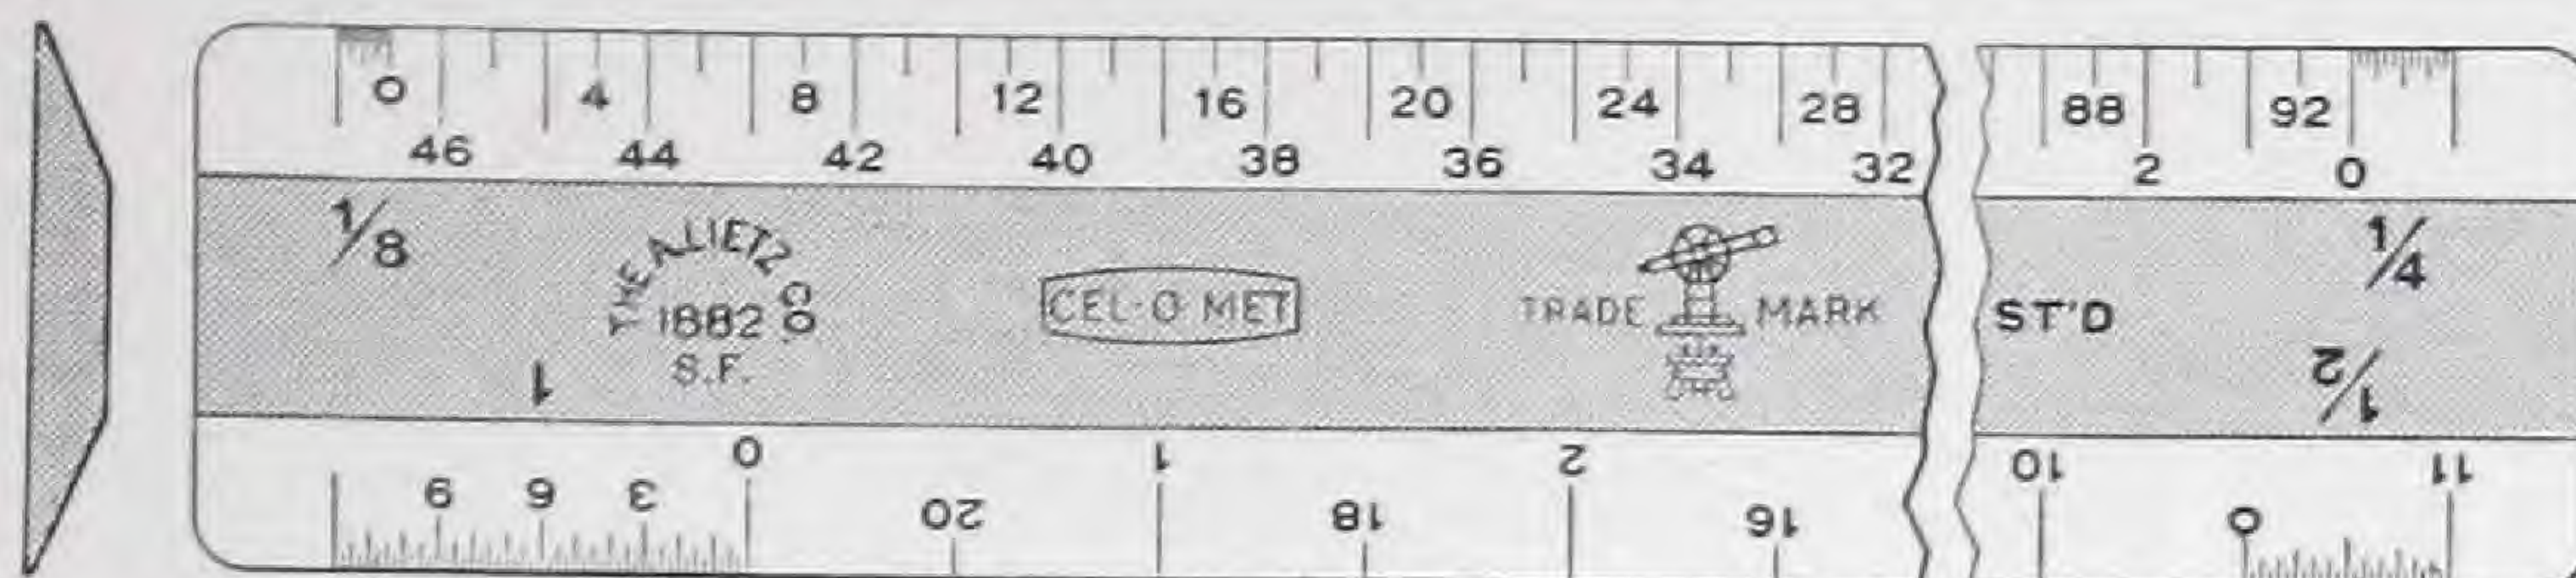 0 4 8 12 16 20 24 28 88 92
46 44 42 40 38 36 34 32 2 0
1/8 1/4
THE A. LIETZ CO.
1882
S.F.
CEL-O-MET
TRADE MARK
ST'D
1 1/2
0 1 2 10 11
9 6 3 20 18 16 0